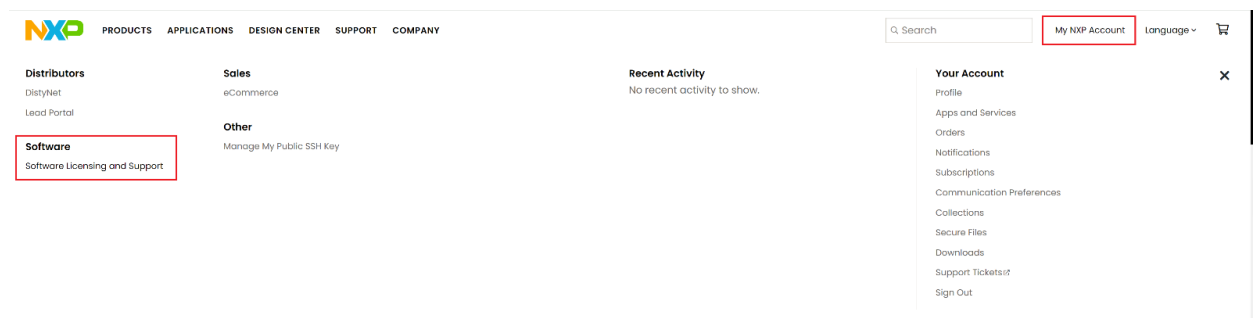 NXP PRODUCTS APPLICATIONS DESIGN CENTER SUPPORT COMPANY Search My NXP Account Language
Distributors
DistyNet
Lead Portal
Software
Software Licensing and Support
Sales
eCommerce
Other
Manage My Public SSH Key
Recent Activity
No recent activity to show.
Your Account
Profile
Apps and Services
Orders
Notifications
Subscriptions
Communication Preferences
Collections
Secure Files
Downloads
Support Tickets
Sign Out